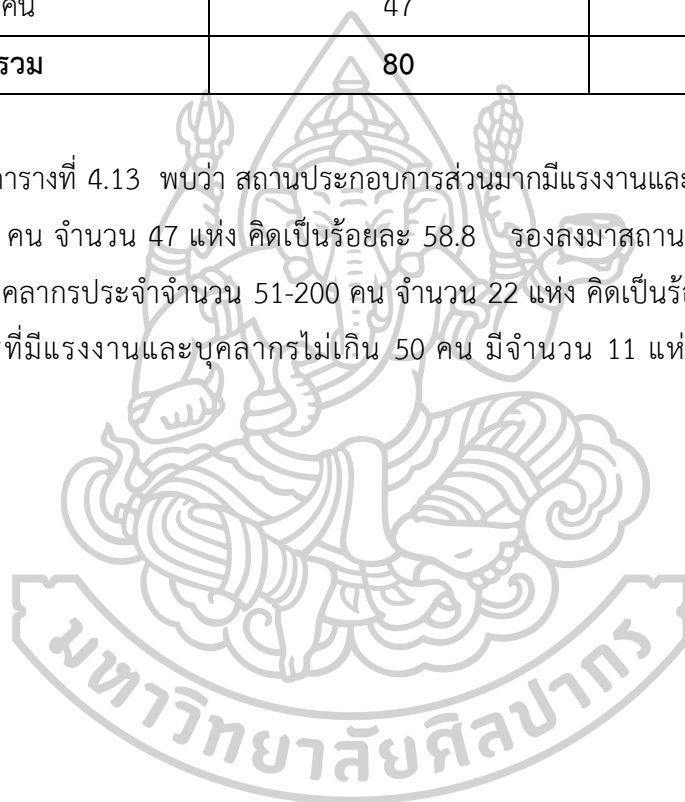 คน 47
รวม 80
ตารางที่ 4.13 พบว่า สถานประกอบการส่วนมากมีแรงงานและ
คน จำนวน 47 แห่ง คิดเป็นร้อยละ 58.8 รองลงมาสถาน
คลากรประจำจำนวน 51-200 คน จำนวน 22 แห่ง คิดเป็น
ที่มีแรงงานและบุคลากรไม่เกิน 50 คน มีจำนวน 11
มหาวิทยาลัยศิลปากร